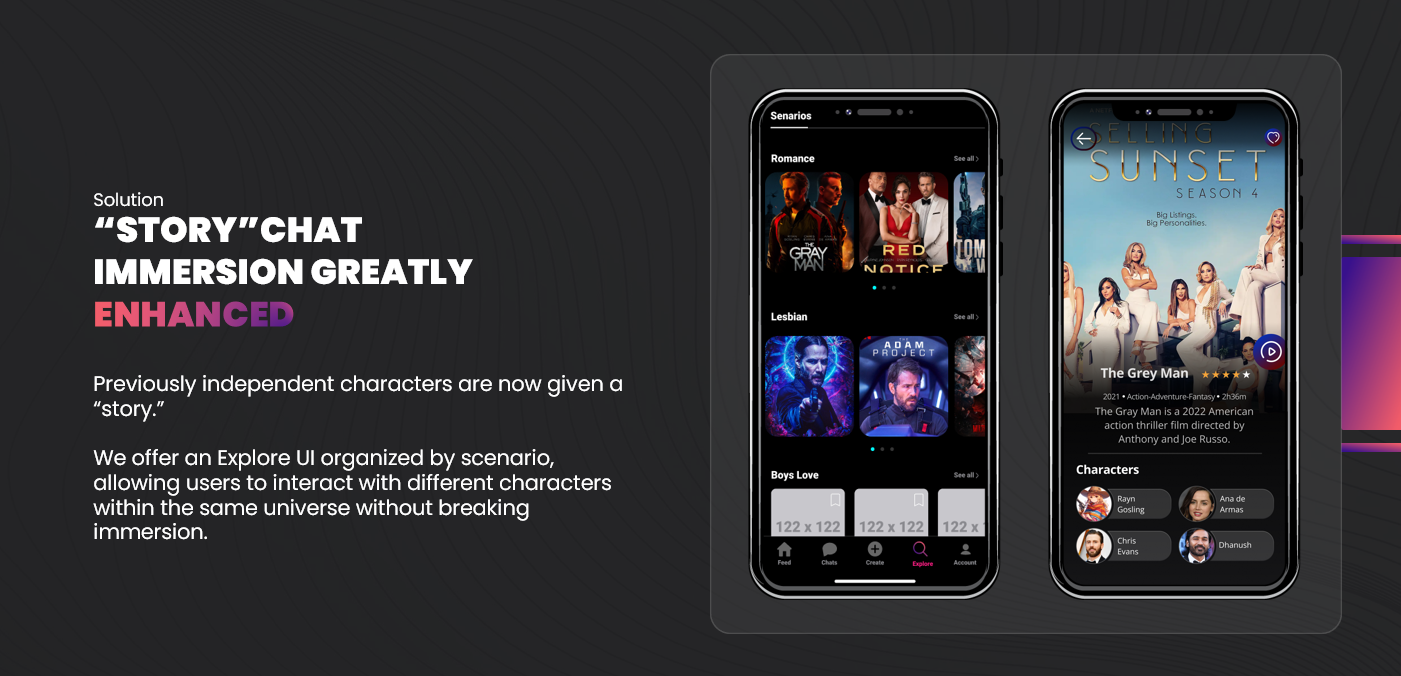 Solution
“STORY”CHAT
IMMERSION GREATLY
ENHANCED
Previously independent characters are now given a
“story.”
We offer an Explore UI organized by scenario,
allowing users to interact with different characters
within the same universe without breaking
immersion.
Senarios
Romance
See all
THE
GRAY
MAN
RED
NOTICE
TOM
Lesbian
See all
ADAM
PROJECT
Boys Love
See all
122 x 122
122 x 122
122 x
Feed
Chats
Create
Explore
Account
SELLING
SUNSET
SEASON 4
Big Listings.
Big Personalities.
The Grey Man
2021 • Action-Adventure-Fantasy • 2h36m
The Gray Man is a 2022 American
action thriller film directed by
Anthony and Joe Russo.
Characters
Rayn
Gosling
Ana de
Armas
Chris
Evans
Dhanush